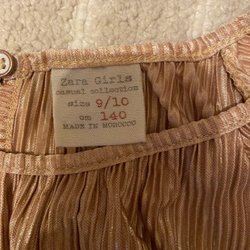 Zara Girls
casual collection
size 9/10
cm 140
MADE IN MOROCCO